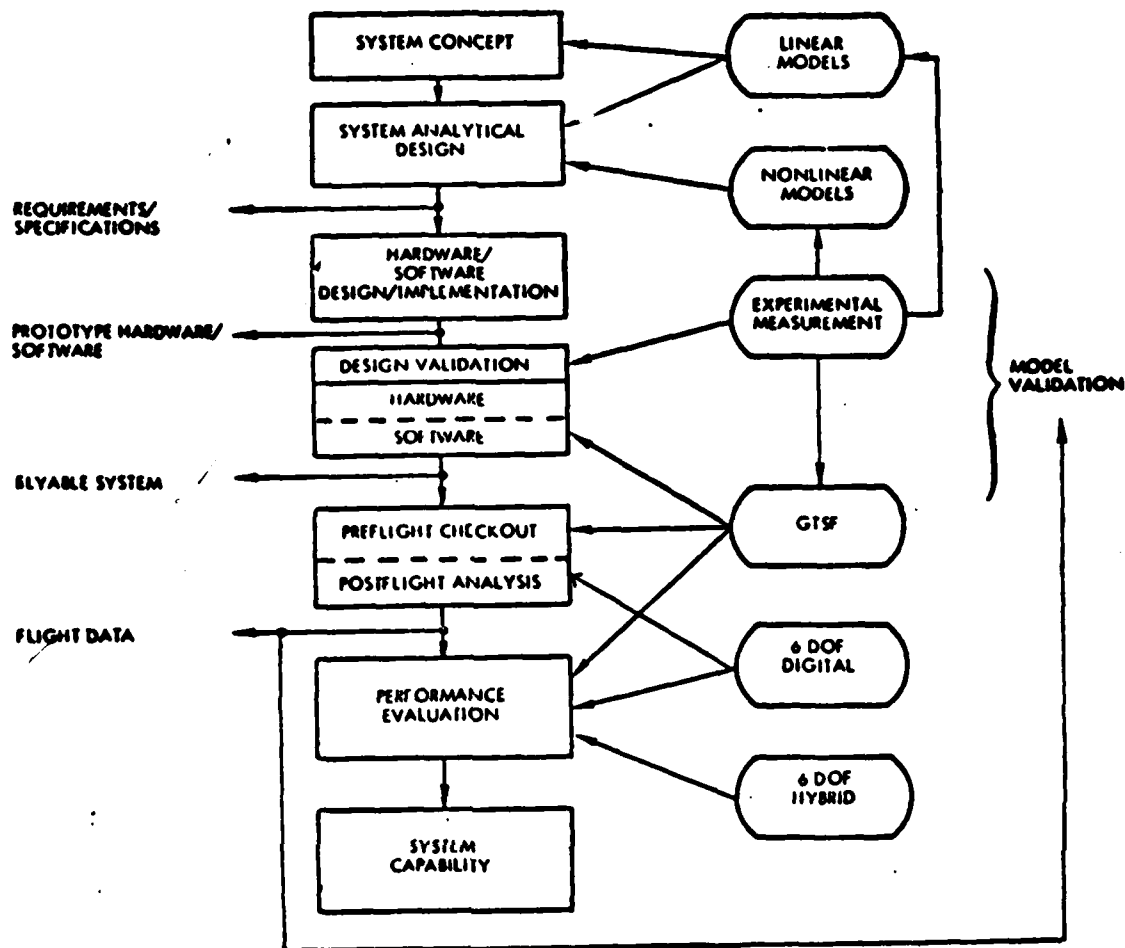 SYSTEM CONCEPT
LINEAR
MODELS
SYSTEM ANALYTICAL
DESIGN
NONLINEAR
MODELS
REQUIREMENTS/
SPECIFICATIONS
HARDWARE/
SOFTWARE
DESIGN/IMPLEMENTATION
EXPERIMENTAL
MEASUREMENT
PROTOTYPE HARDWARE/
SOFTWARE
DESIGN VALIDATION
HARDWARE
SOFTWARE
MODEL
VALIDATION
ELYABLE SYSTEM
PREFLIGHT CHECKOUT
POSTFLIGHT ANALYSIS
GTSF
FLIGHT DATA
6 DOF
DIGITAL
PERFORMANCE
EVALUATION
6 DOF
HYBRID
SYSTEM
CAPABILITY